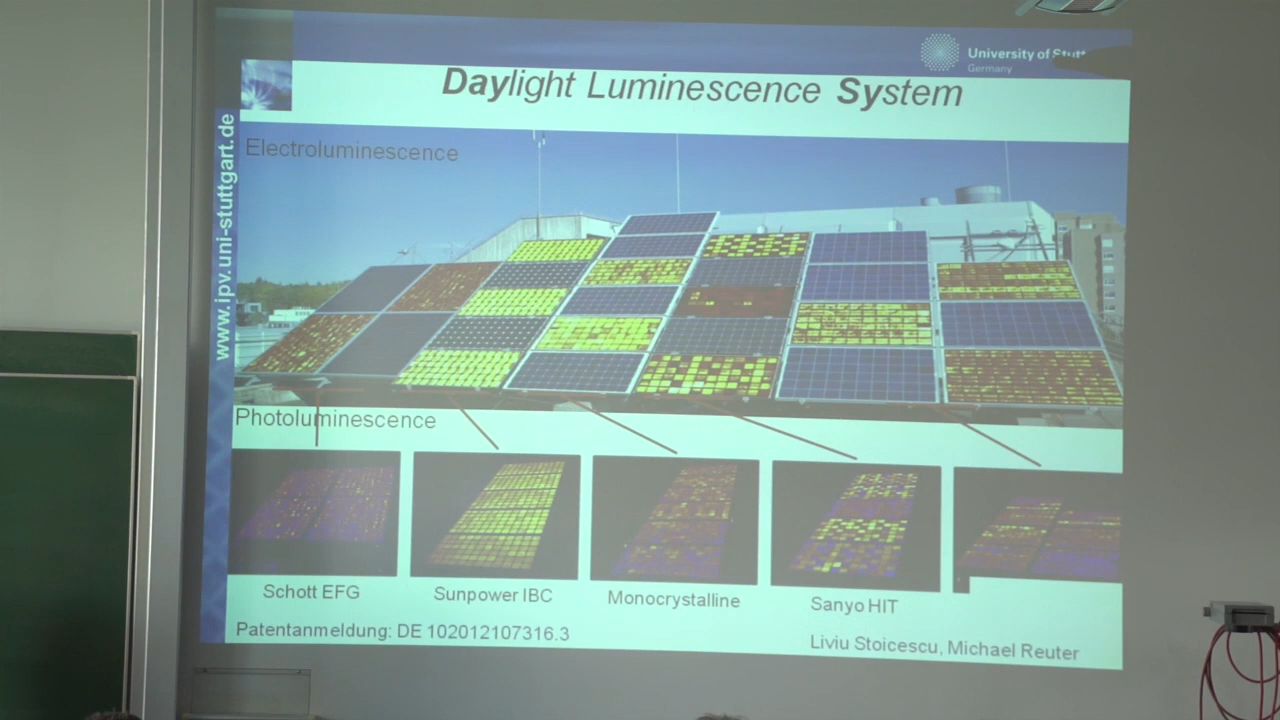 University of
Germany
Daylight Luminescence System
www.ipv.uni-stuttgart.de
Electroluminescence
Photoluminescence
Schott EFG
Sunpower IBC
Monocrystalline
Sanyo HIT
Patentanmeldung: DE 102012107316.3
Liviu Stoicescu, Michael Reuter